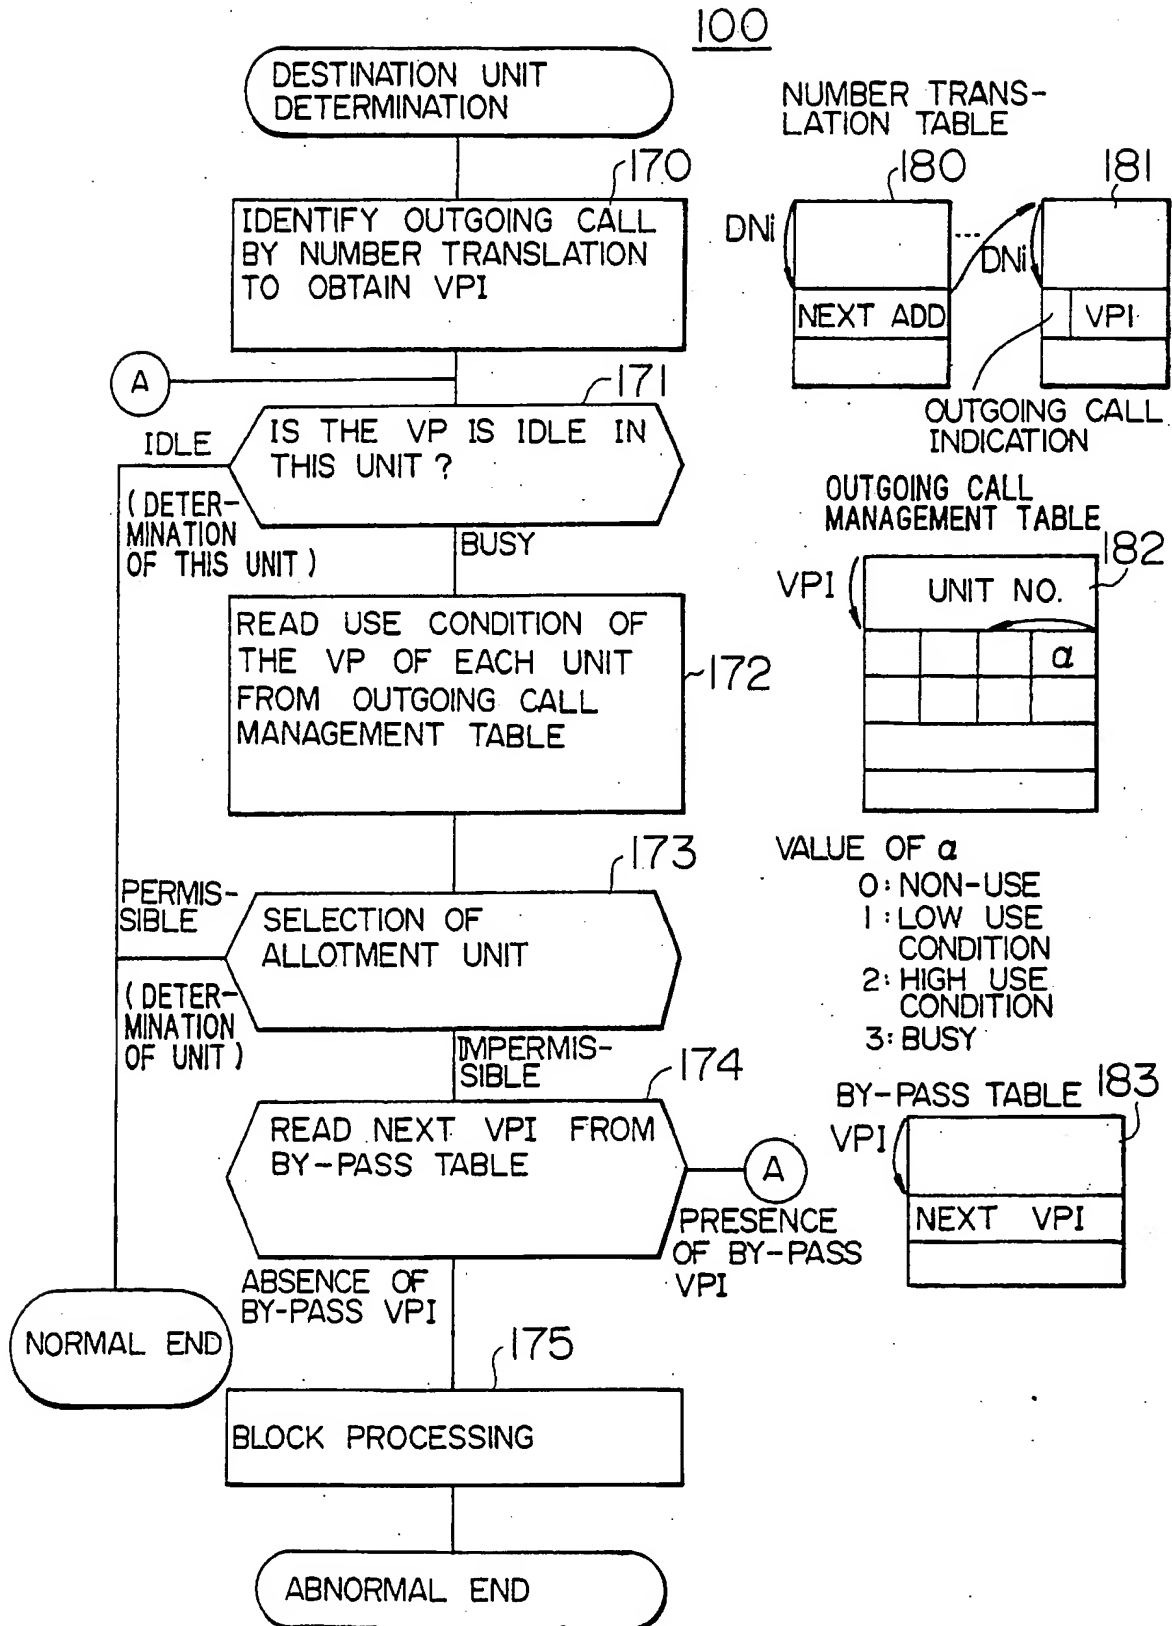 100
DESTINATION UNIT
DETERMINATION
170
IDENTIFY OUTGOING CALL
BY NUMBER TRANSLATION
TO OBTAIN VPI
A
171
IS THE VP IS IDLE IN
THIS UNIT ?
IDLE
(DETER-
MINATION
OF THIS UNIT)
BUSY
READ USE CONDITION OF
THE VP OF EACH UNIT
FROM OUTGOING CALL
MANAGEMENT TABLE
172
173
SELECTION OF
ALLOTMENT UNIT
PERMIS-
SIBLE
(DETER-
MINATION
OF UNIT)
IMPERMIS-
SIBLE
174
READ NEXT VPI FROM
BY-PASS TABLE
A
PRESENCE
OF BY-PASS
VPI
ABSENCE OF
BY-PASS VPI
NORMAL END
175
BLOCK PROCESSING
ABNORMAL END
NUMBER TRANS-
LATION TABLE
180
181
DNi
...
DNi
NEXT ADD
VPI
OUTGOING CALL
INDICATION
OUTGOING CALL
MANAGEMENT TABLE
182
VPI
UNIT NO.
α
VALUE OF α
0: NON-USE
1: LOW USE
CONDITION
2: HIGH USE
CONDITION
3: BUSY
BY-PASS TABLE
183
VPI
NEXT VPI